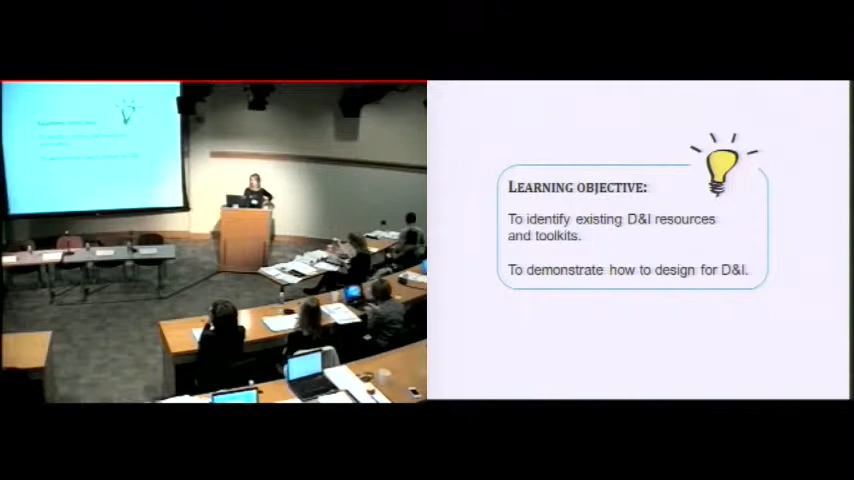 LEARNING OBJECTIVE:
To identify existing D&I resources
and toolkits.
To demonstrate how to design for D&I.